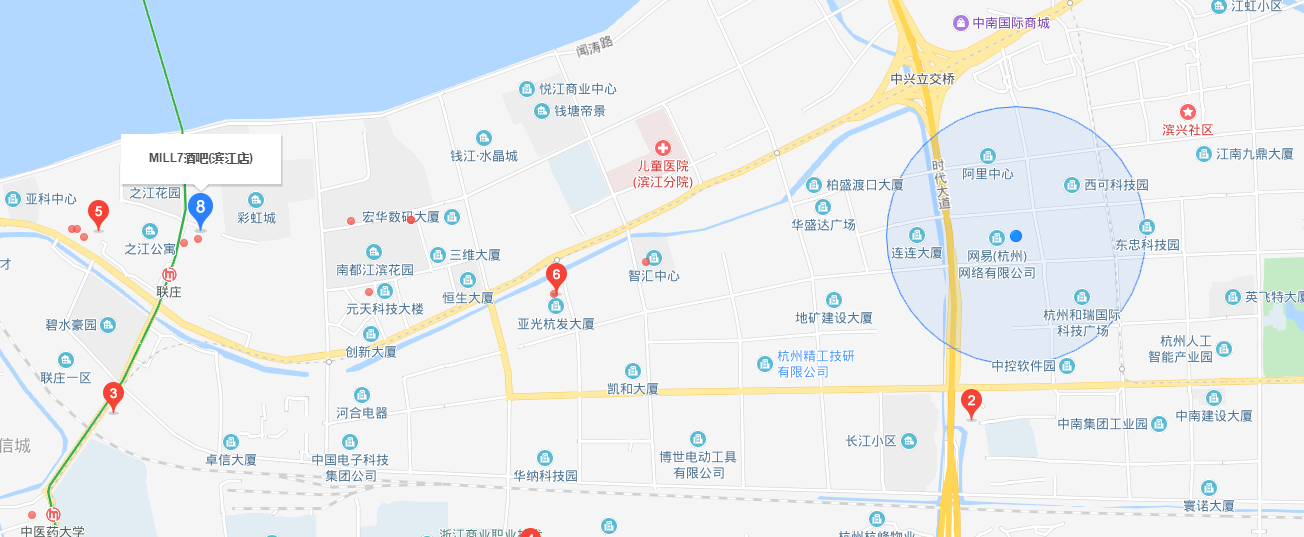 江虹小区
中南国际商城
闻涛路
中兴立交桥
悦江商业中心
钱塘帝景
滨兴社区
钱江·水晶城
MILL7酒吧(滨江店)
儿童医院
(滨江分院)
江南九鼎大厦
阿里中心
时代大道
柏盛渡口大厦
西可科技园
之江花园
亚科中心
5
8
彩虹城
宏华数码大厦
华盛达广场
之江公寓
连连大厦
网易(杭州)
网络有限公司
东忠科技园
三维大厦
才
南都江滨花园
智汇中心
6
联庄
恒生大厦
元天科技大楼
英飞特大厦
碧水豪园
亚光杭发大厦
地矿建设大厦
杭州和瑞国际
科技广场
创新大厦
杭州人工
智能产业园
联庄一区
杭州精工技研
有限公司
中控软件园
凯和大厦
3
2
河合电器
中南建设大厦
中南集团工业园
信城
长江小区
卓信大厦
中国电子科技
集团公司
博世电动工具
有限公司
华纳科技园
寰诺大厦
中医药大学
浙江商业职业技